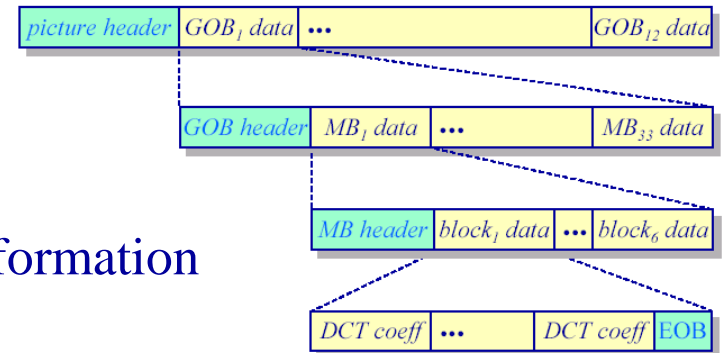 picture header GOB₁ data ••• GOB₁₂ data
GOB header MB₁ data ••• MB₃₃ data
MB header block₁ data ••• block₆ data
formation
DCT coeff ••• DCT coeff EOB